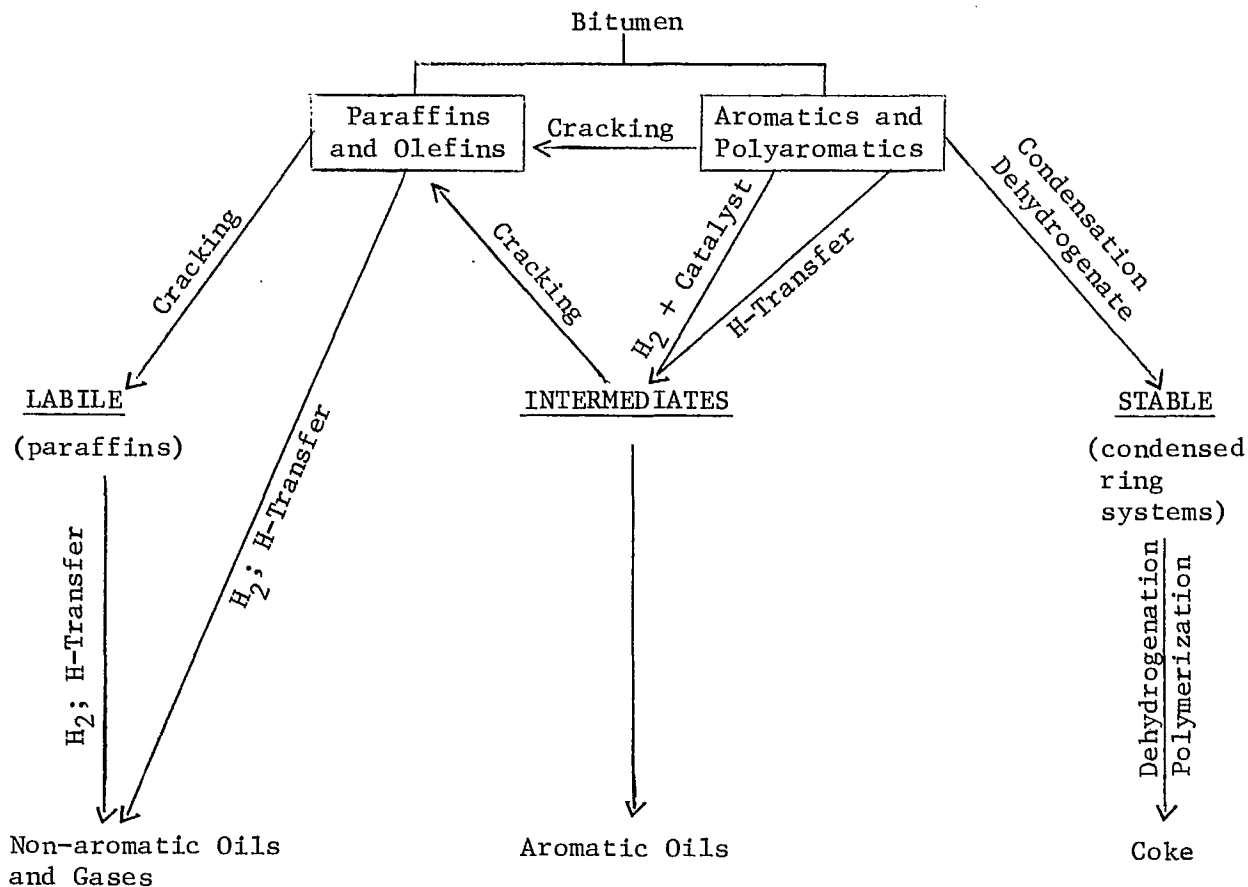 Bitumen
Paraffins
and Olefins
Cracking
Aromatics and
Polyaromatics
Condensation
Dehydrogenate
Cracking
Cracking
H2 + Catalyst
H-Transfer
LABILE
(paraffins)
INTERMEDIATES
STABLE
(condensed
ring
systems)
H2; H-Transfer
H2; H-Transfer
Dehydrogenation
Polymerization
Non-aromatic Oils
and Gases
Aromatic Oils
Coke